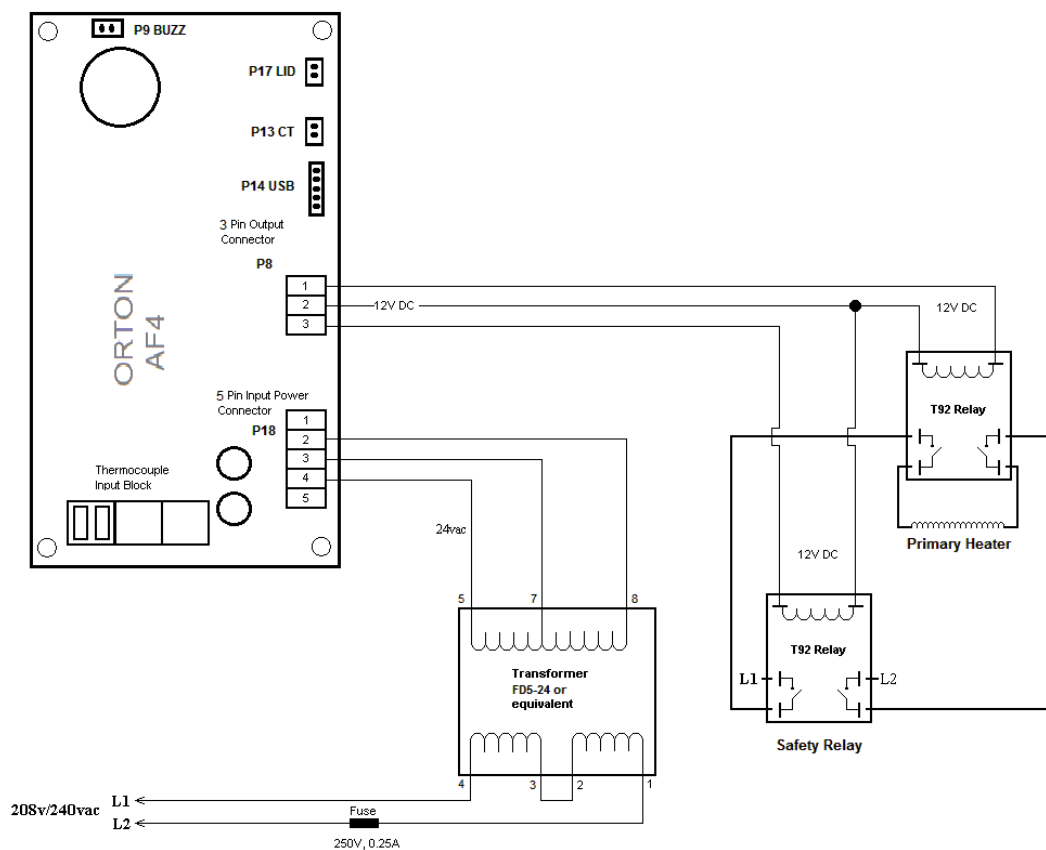 P9 BUZZ
P17 LID
P13 CT
P14 USB
3 Pin Output
Connector
P8
1
2
3
12V DC
12V DC
ORTON
AF4
T92 Relay
Primary Heater
5 Pin Input Power
Connector
P18
1
2
3
4
5
Thermocouple
Input Block
24vac
12V DC
5
7
8
Transformer
FD5-24 or
equivalent
4
3
2
1
T92 Relay
L1
L2
Safety Relay
208v/240vac
L1
L2
Fuse
250V, 0.25A